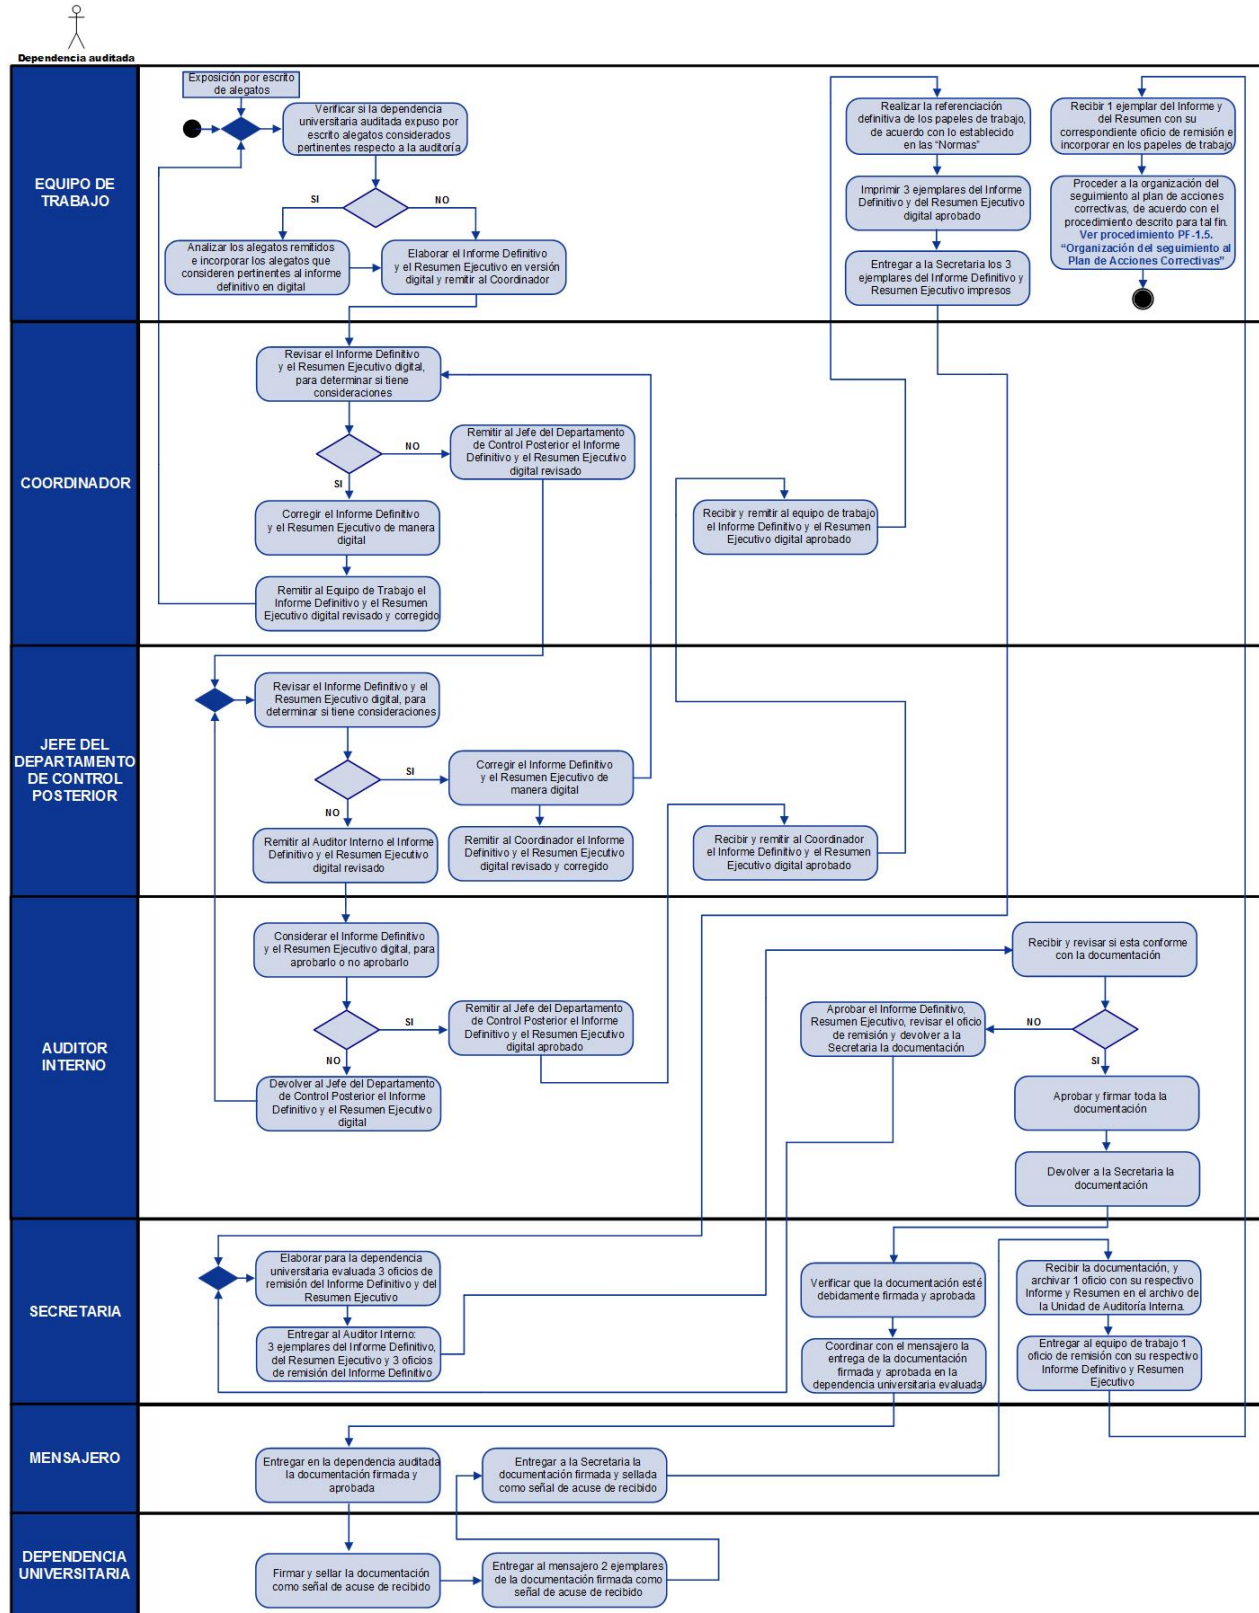 Dependencia auditada
EQUIPO DE
TRABAJO
Exposición por escrito
de alegatos
Verificar si la dependencia
universitaria auditada expuso por
escrito alegatos considerados
pertinentes respecto a la auditoría
SI
NO
Analizar los alegatos remitidos
e incorporar los alegatos que
consideren pertinentes al informe
definitivo en digital
Elaborar el Informe Definitivo
y el Resumen Ejecutivo en versión
digital y remitir al Coordinador
Realizar la referenciación
definitiva de los papeles de trabajo,
de acuerdo con lo establecido
en las "Normas"
Imprimir 3 ejemplares del Informe
Definitivo y del Resumen Ejecutivo
digital aprobado
Entregar a la Secretaria los 3
ejemplares del Informe Definitivo y
Resumen Ejecutivo impresos
Recibir 1 ejemplar del Informe y
del Resumen con su
correspondiente oficio de remisión e
incorporar en los papeles de trabajo
Proceder a la organización del
seguimiento al plan de acciones
correctivas, de acuerdo con el
procedimiento descrito para tal fin.
Ver procedimiento PF-1.5.
“Organización del seguimiento al
Plan de Acciones Correctivas”
COORDINADOR
Revisar el Informe Definitivo
y el Resumen Ejecutivo digital,
para determinar si tiene
consideraciones
NO
SI
Remitir al Jefe del Departamento
de Control Posterior el Informe
Definitivo y el Resumen Ejecutivo
digital revisado
Corregir el Informe Definitivo
y el Resumen Ejecutivo de manera
digital
Remitir al Equipo de Trabajo el
Informe Definitivo y el Resumen
Ejecutivo digital revisado y corregido
Recibir y remitir al equipo de trabajo
el Informe Definitivo y el Resumen
Ejecutivo digital aprobado
JEFE DEL
DEPARTAMENTO
DE CONTROL
POSTERIOR
Revisar el Informe Definitivo y el
Resumen Ejecutivo digital, para
determinar si tiene consideraciones
SI
NO
Corregir el Informe Definitivo
y el Resumen Ejecutivo de
manera digital
Remitir al Auditor Interno el Informe
Definitivo y el Resumen Ejecutivo
digital revisado
Remitir al Coordinador el Informe
Definitivo y el Resumen Ejecutivo
digital revisado y corregido
Recibir y remitir al Coordinador
el Informe Definitivo y el Resumen
Ejecutivo digital aprobado
AUDITOR
INTERNO
Considerar el Informe Definitivo
y el Resumen Ejecutivo digital, para
aprobarlo o no aprobarlo
SI
NO
Remitir al Jefe del Departamento
de Control Posterior el Informe
Definitivo y el Resumen Ejecutivo
digital aprobado
Devolver al Jefe del Departamento
de Control Posterior el Informe
Definitivo y el Resumen Ejecutivo
digital
Recibir y revisar si esta conforme
con la documentación
NO
SI
Aprobar el Informe Definitivo,
Resumen Ejecutivo, revisar el oficio
de remisión y devolver a la
Secretaria la documentación
Aprobar y firmar toda la
documentación
Devolver a la Secretaria la
documentación
SECRETARIA
Elaborar para la dependencia
universitaria evaluada 3 oficios de
remisión del Informe Definitivo y del
Resumen Ejecutivo
Entregar al Auditor Interno:
3 ejemplares del Informe Definitivo,
del Resumen Ejecutivo y 3 oficios
de remisión del Informe Definitivo
Verificar que la documentación esté
debidamente firmada y aprobada
Coordinar con el mensajero la
entrega de la documentación
firmada y aprobada en la
dependencia universitaria evaluada
Recibir la documentación, y
archivar 1 oficio con su respectivo
Informe y Resumen en el archivo de
la Unidad de Auditoría Interna.
Entregar al equipo de trabajo 1
oficio de remisión con su respectivo
Informe Definitivo y Resumen
Ejecutivo
MENSAJERO
Entregar en la dependencia auditada
la documentación firmada y
aprobada
Entregar a la Secretaria la
documentación firmada y sellada
como señal de acuse de recibido
DEPENDENCIA
UNIVERSITARIA
Firmar y sellar la documentación
como señal de acuse de recibido
Entregar al mensajero 2 ejemplares
de la documentación firmada como
señal de acuse de recibido